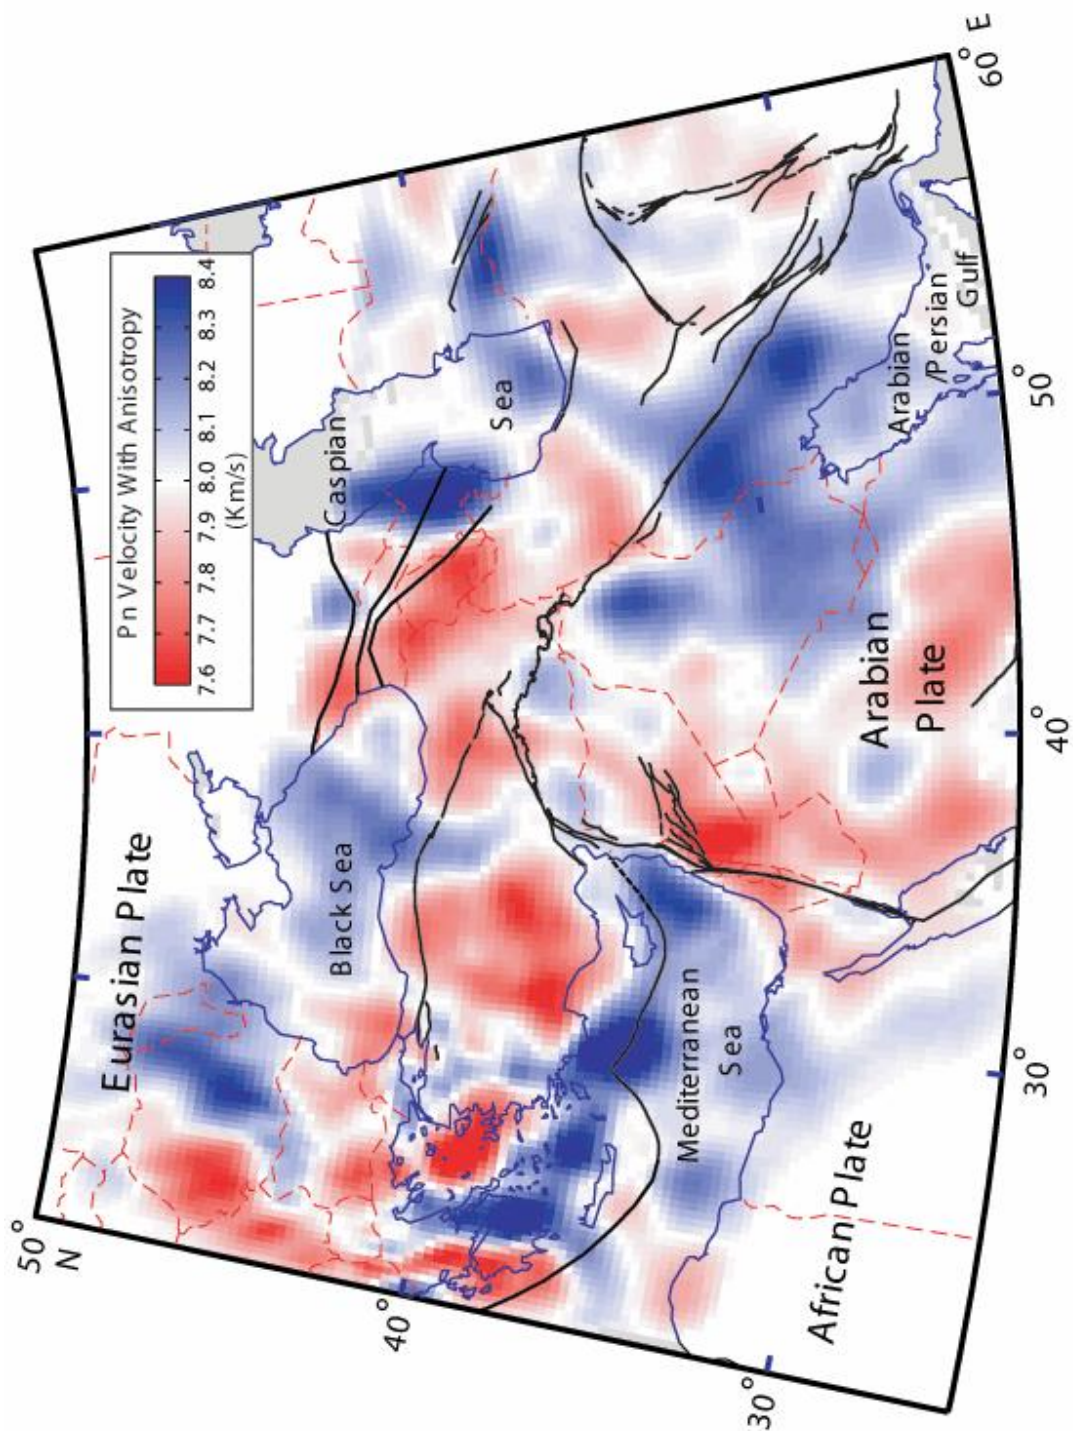 Pn Velocity With Anisotropy
7.6 7.7 7.8 7.9 8.0 8.1 8.2 8.3 8.4
(Km/s)
50°
N
40°
30°
Eurasian Plate
Black Sea
Caspian
Sea
Mediterranean
Sea
African Plate
Arabian
Plate
Arabian
/Persian
Gulf
30°
40°
50°
60° E